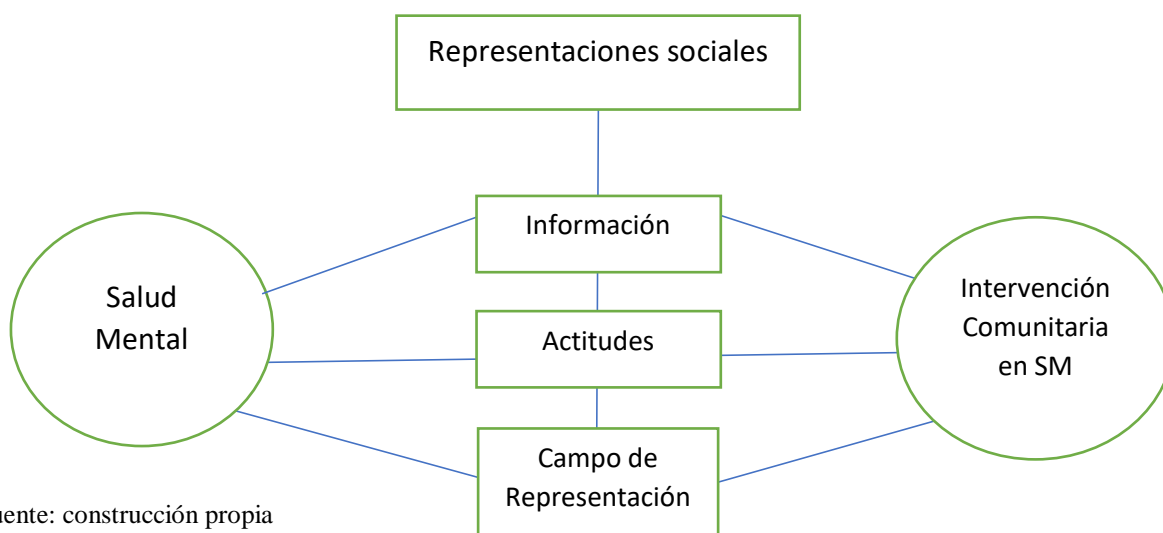 Representaciones sociales
Información
Salud
Mental
Actitudes
Intervención
Comunitaria
en SM
Campo de
Representación
uente: construcción propia